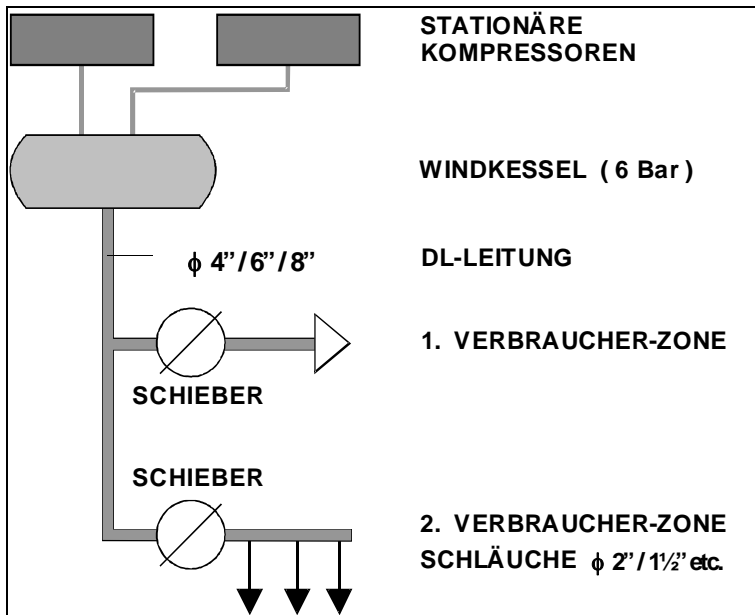 STATIONÄRE
KOMPRESSOREN
WINDKESSEL ( 6 Bar )
ϕ 4”/6”/8”
DL-LEITUNG
1. VERBRAUCHER-ZONE
SCHIEBER
SCHIEBER
2. VERBRAUCHER-ZONE
SCHLÄUCHE ϕ 2”/1½” etc.